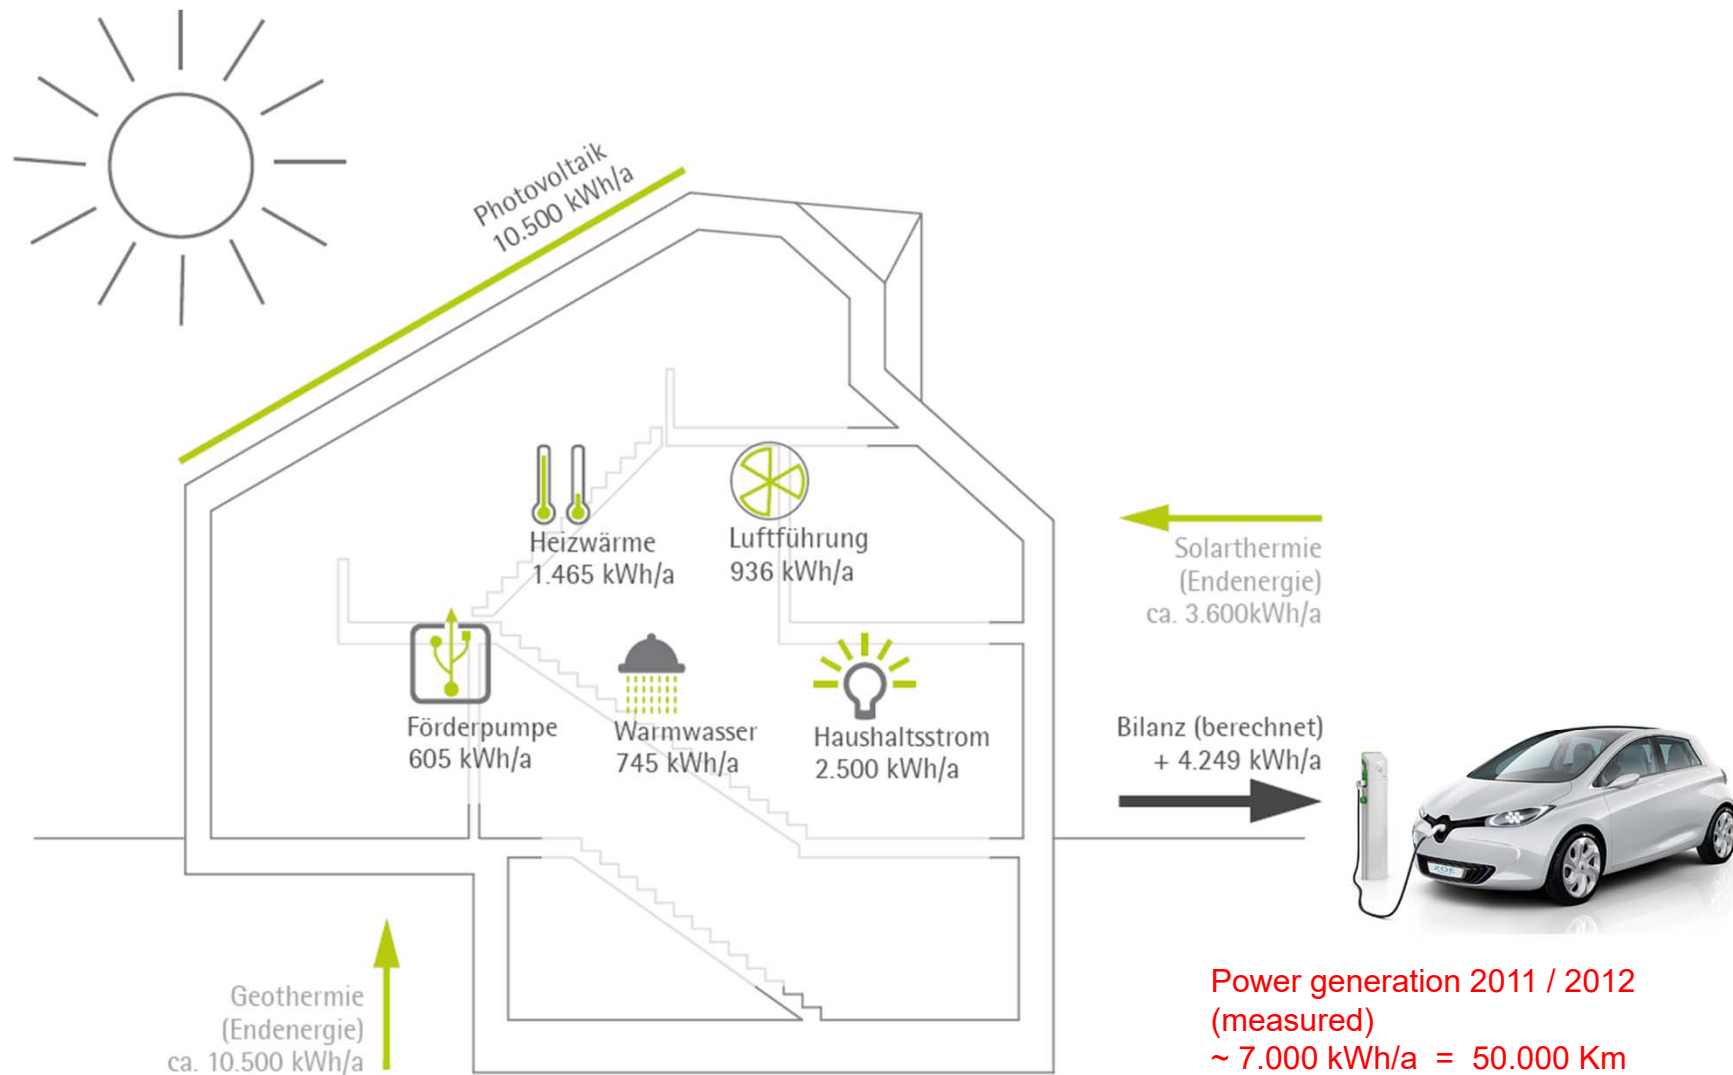 Photovoltaik
10.500 kWh/a
Heizwärme
1.465 kWh/a
Luftführung
936 kWh/a
Solarthermie
(Endenergie)
ca. 3.600kWh/a
Förderpumpe
605 kWh/a
Warmwasser
745 kWh/a
Haushaltsstrom
2.500 kWh/a
Bilanz (berechnet)
+ 4.249 kWh/a
ZOE
Geothermie
(Endenergie)
ca. 10.500 kWh/a
Power generation 2011 / 2012
(measured)
~ 7.000 kWh/a = 50.000 Km